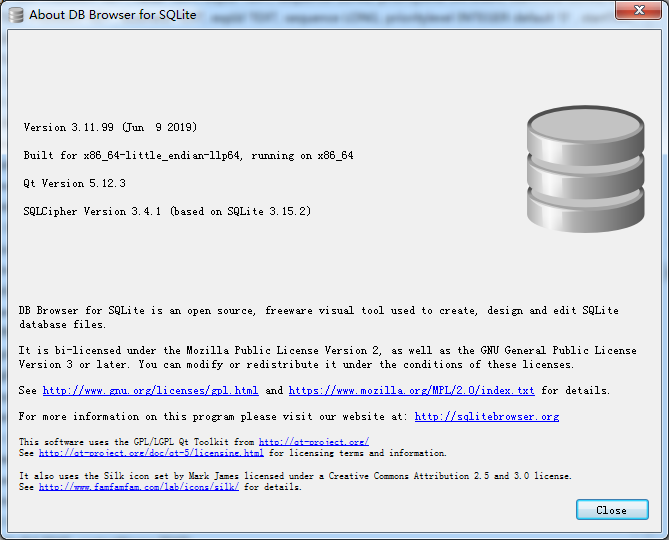 About DB Browser for SQLite
Version 3.11.99 (Jun  9 2019)
Built for x86_64-little_endian-llp64, running on x86_64
Qt Version 5.12.3
SQLCipher Version 3.4.1 (based on SQLite 3.15.2)
DB Browser for SQLite is an open source, freeware visual tool used to create, design and edit SQLite
database files.
It is bi-licensed under the Mozilla Public License Version 2, as well as the GNU General Public License
Version 3 or later. You can modify or redistribute it under the conditions of these licenses.
See http://www.gnu.org/licenses/gpl.html and https://www.mozilla.org/MPL/2.0/index.txt for details.
For more information on this program please visit our website at: http://sqlitebrowser.org
This software uses the GPL/LGPL Qt Toolkit from http://qt-project.org/
See http://qt-project.org/doc/qt-5/licensing.html for licensing terms and information.
It also uses the Silk icon set by Mark James licensed under a Creative Commons Attribution 2.5 and 3.0 license.
See http://www.famfamfam.com/lab/icons/silk/ for details.
Close